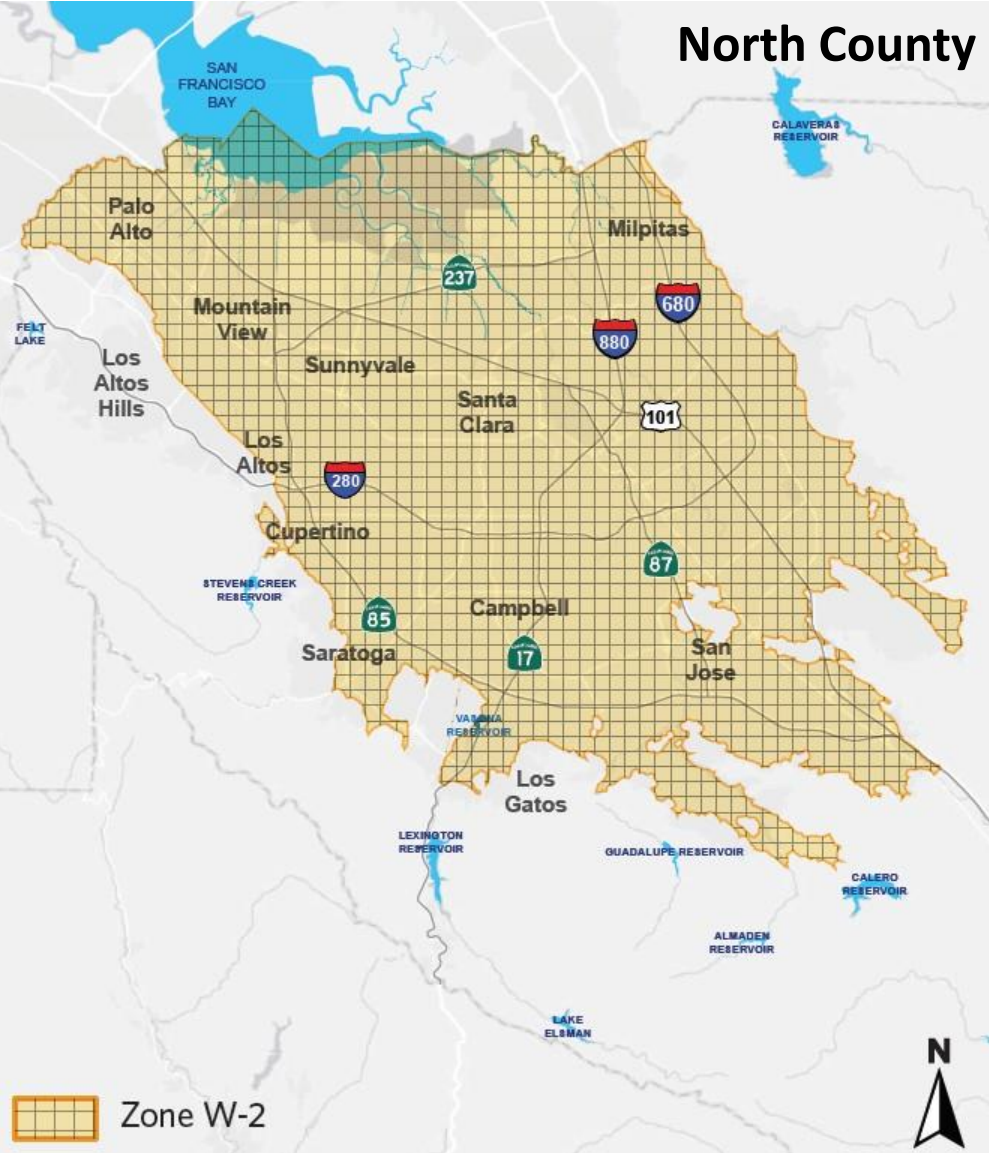 North County
SAN
FRANCISCO
BAY
CALAVERAS
RESERVOIR
Palo
Alto
Milpitas
237
680
Mountain
View
880
FELT
LAKE
Los
Altos
Hills
Sunnyvale
Santa
Clara
101
Los
Altos
280
Cupertino
87
STEVENS CREEK
RESERVOIR
85
Campbell
Saratoga
17
San
Jose
VASONA
RESERVOIR
Los
Gatos
LEXINGTON
RESERVOIR
GUADALUPE RESERVOIR
CALERO
RESERVOIR
ALMADEN
RESERVOIR
LAKE
ELSMAN
N
Zone W-2